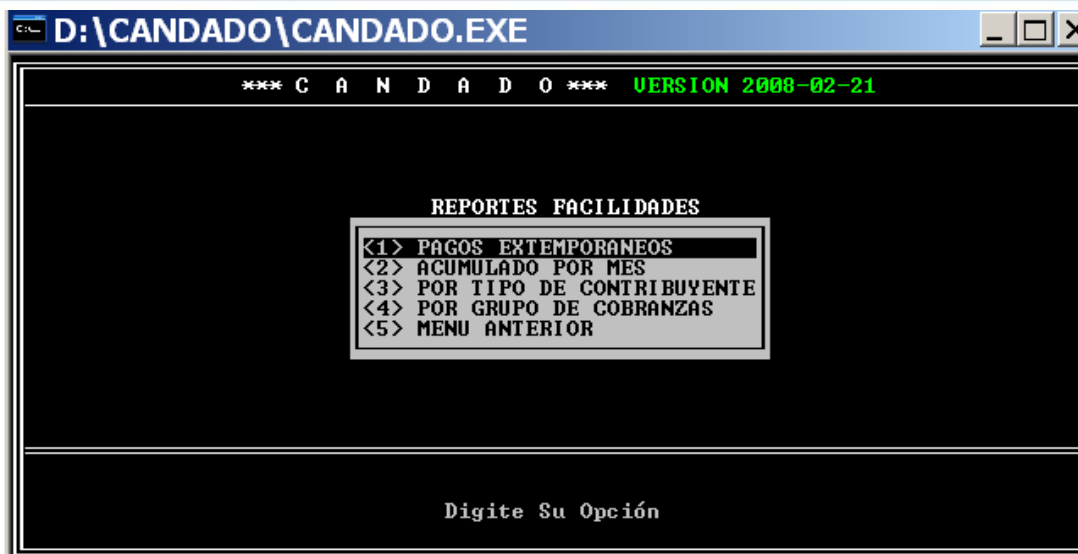 D:\CANDADO\CANDADO.EXE
*** C A N D A D O *** VERSION 2008-02-21
REPORTES FACILIDADES
<1> PAGOS EXTEMPORANEOS
<2> ACUMULADO POR MES
<3> POR TIPO DE CONTRIBUYENTE
<4> POR GRUPO DE COBRANZAS
<5> MENU ANTERIOR
Digite Su Opción